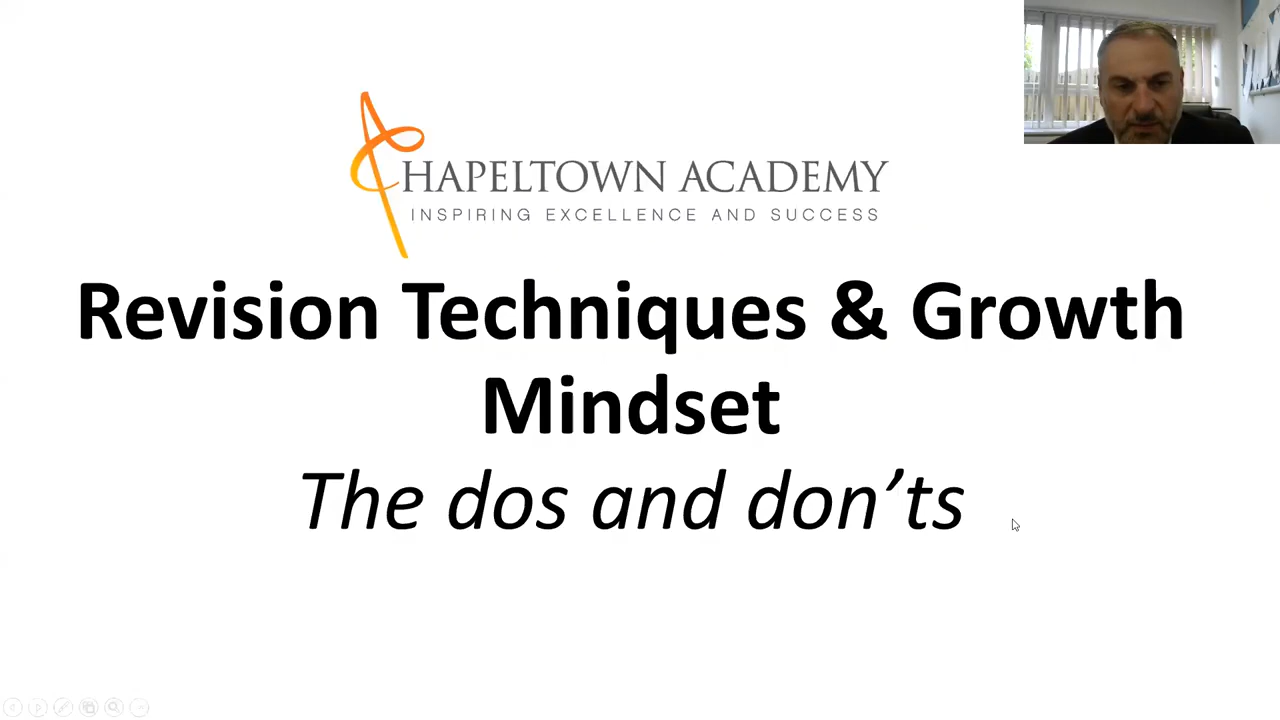 CHAPELTOWN ACADEMY
INSPIRING EXCELLENCE AND SUCCESS
Revision Techniques & Growth
Mindset
The dos and don’ts